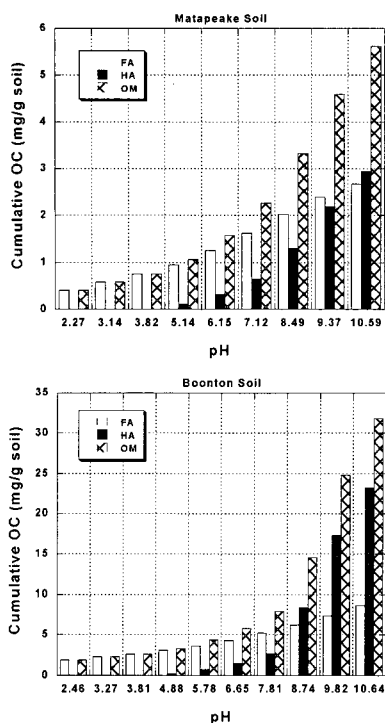 Matapeake Soil
Cumulative OC (mg/g soil)
6
5
4
3
2
1
0
FA
HA
OM
2.27 3.14 3.82 5.14 6.15 7.12 8.49 9.37 10.59
pH
Boonton Soil
Cumulative OC (mg/g soil)
35
30
25
20
15
10
5
0
FA
HA
OM
2.46 3.27 3.81 4.88 5.78 6.65 7.81 8.74 9.82 10.64
pH